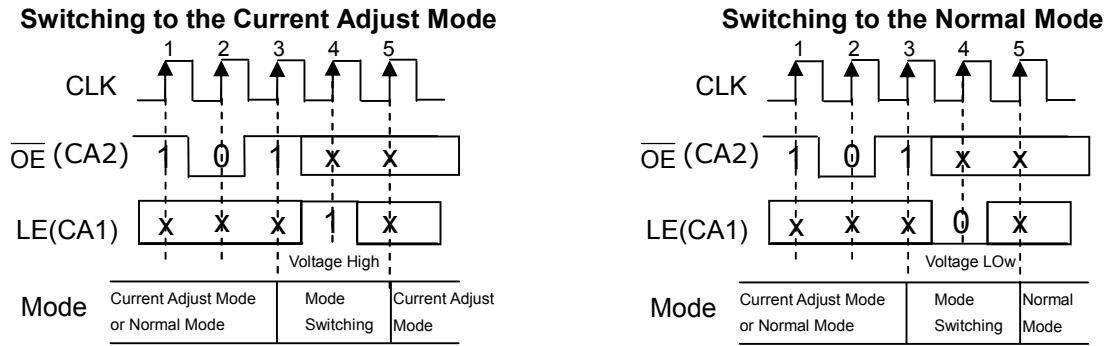 Switching to the Current Adjust Mode
1 2 3 4 5
CLK
OE (CA2) 1 0 1 x x
LE(CA1) x x x 1 x
Voltage High
Mode
Current Adjust Mode
or Normal Mode
Mode
Switching
Current Adjust
Mode
Switching to the Normal Mode
1 2 3 4 5
CLK
OE (CA2) 1 0 1 x x
LE(CA1) x x x 0 x
Voltage LOw
Mode
Current Adjust Mode
or Normal Mode
Mode
Switching
Normal
Mode